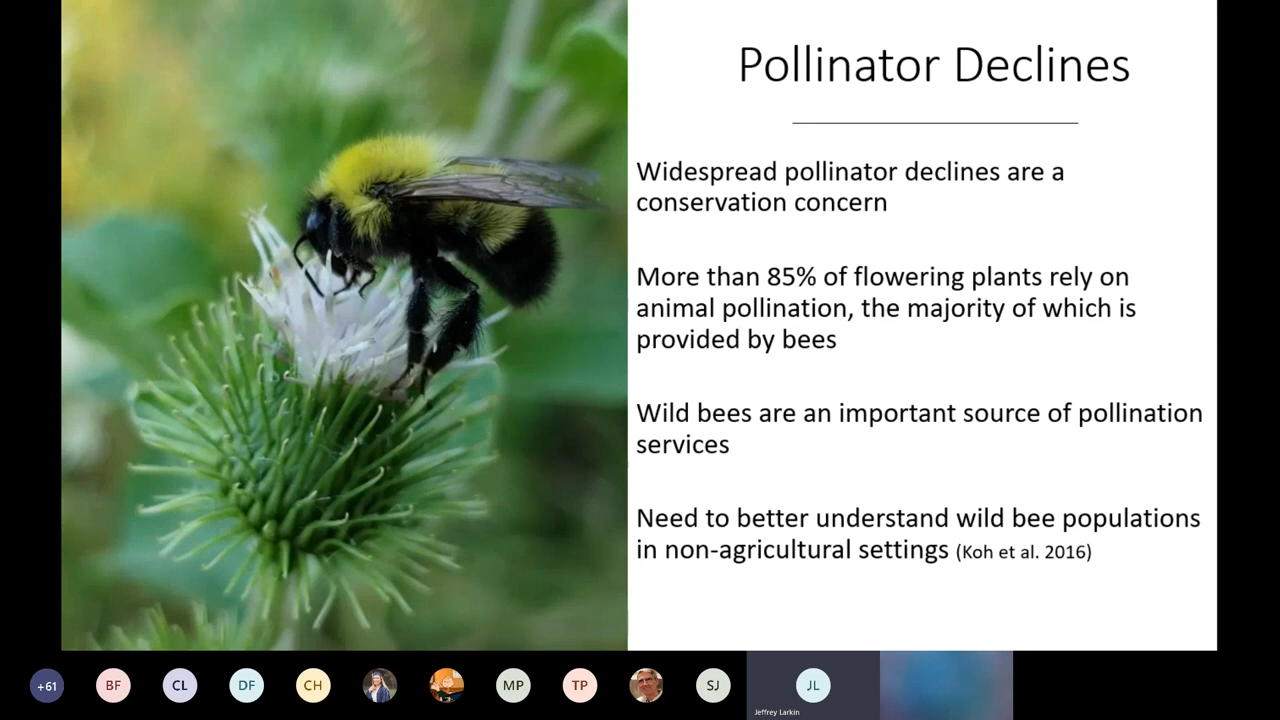 Pollinator Declines
Widespread pollinator declines are a
conservation concern
More than 85% of flowering plants rely on
animal pollination, the majority of which is
provided by bees
Wild bees are an important source of pollination
services
Need to better understand wild bee populations
in non-agricultural settings (Koh et al. 2016)
+61 BF CL DF CH MP TP SJ JL
Jeffrey Larkin